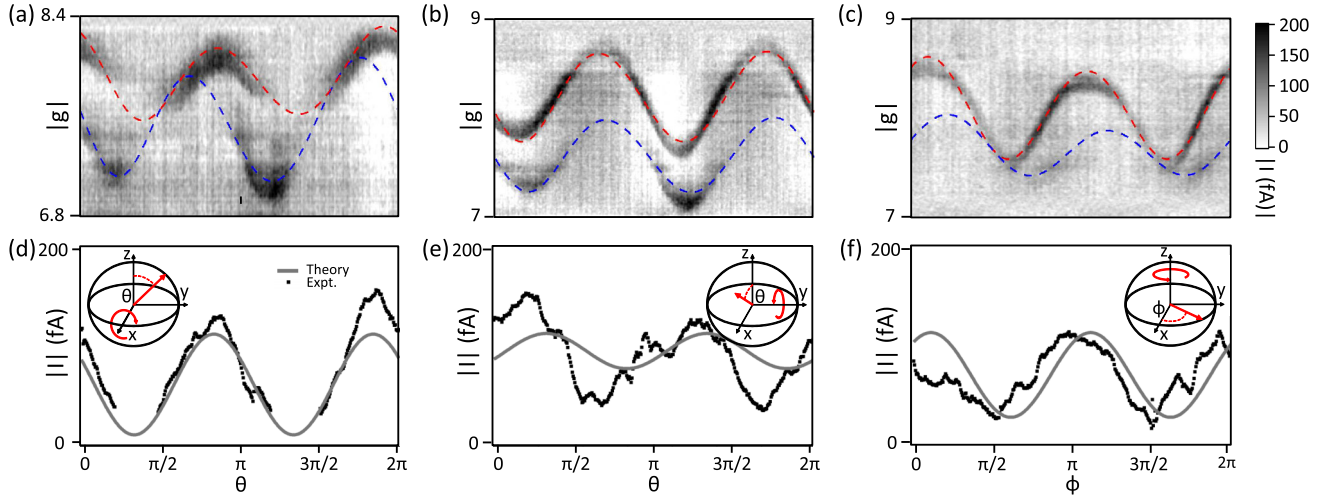 (a) 8.4
|g|
6.8
(b) 9
|g|
7
(c) 9
|g|
7
200
150
100
50
0
|I (fA)|
(d) 200
|I| (fA)
0
z
θ
y
x
Theory
Expt.
0 π/2 π 3π/2 2π
θ
(e) 200
|I| (fA)
0
z
θ
y
x
0 π/2 π 3π/2 2π
θ
(f) 200
|I| (fA)
0
z
ϕ
y
x
0 π/2 π 3π/2 2π
ϕ